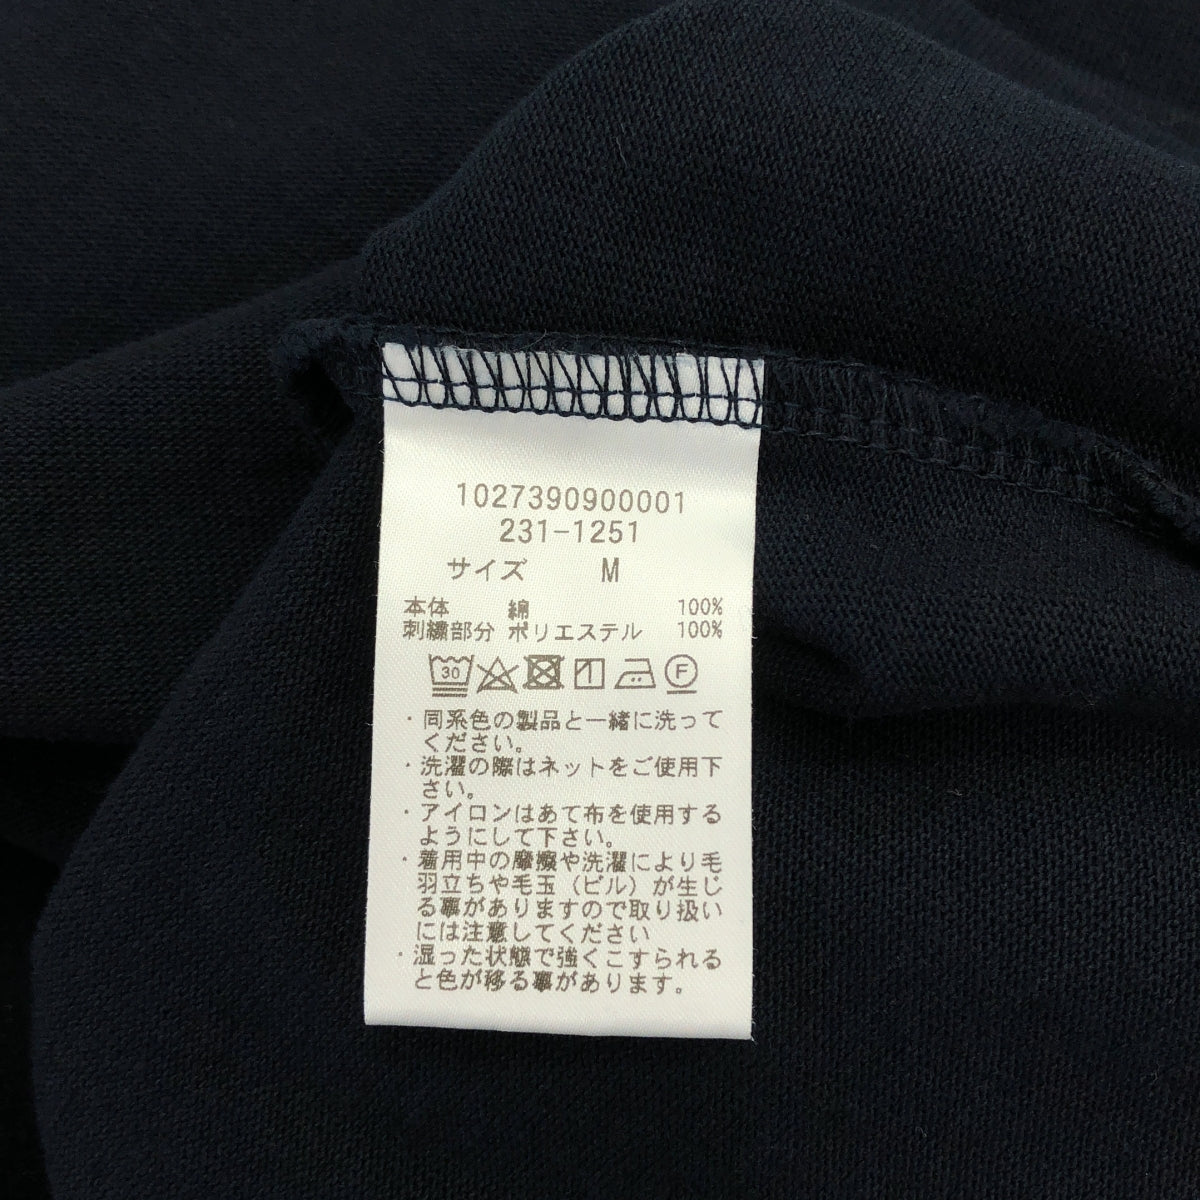 1027390900001
231-1251
サイズ M
本体 綿 100%
刺繍部分 ポリエステル 100%
30 F
・同系色の製品と一緒に洗って
ください。
・洗濯の際はネットをご使用下
さい。
・アイロンはあて布を使用する
ようにして下さい。
・着用中の摩擦や洗濯により毛
羽立ちや毛玉（ピル）が生じ
る事がありますので取り扱い
には注意してください
・湿った状態で強くこすられる
と色が移る事があります。